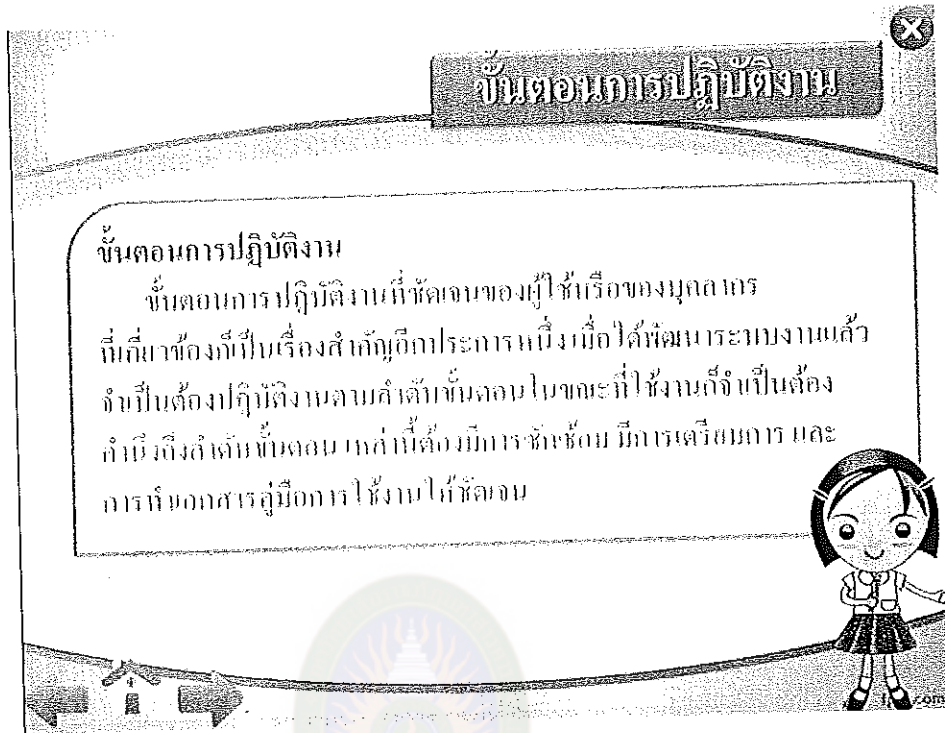 ขั้นตอนการปฏิบัติงาน
ขั้นตอนการปฏิบัติงาน
ขั้นตอนการปฏิบัติงานที่ชัดเจนของผู้ใช้หรือของบุคลากร
ที่เกี่ยวข้องก็เป็นเรื่องสำคัญอีกประการหนึ่งเมื่อได้พัฒนาระบบงานแล้ว
จำเป็นต้องปฏิบัติงานตามลำดับขั้นตอนในขณะที่ใช้งานก็จำเป็นต้อง
คำนึงถึงลำดับขั้นตอน เหล่านี้ต้องมีการซักซ้อม มีการเตรียมการ และ
การทำเอกสารคู่มือการใช้งานให้ชัดเจน
.com